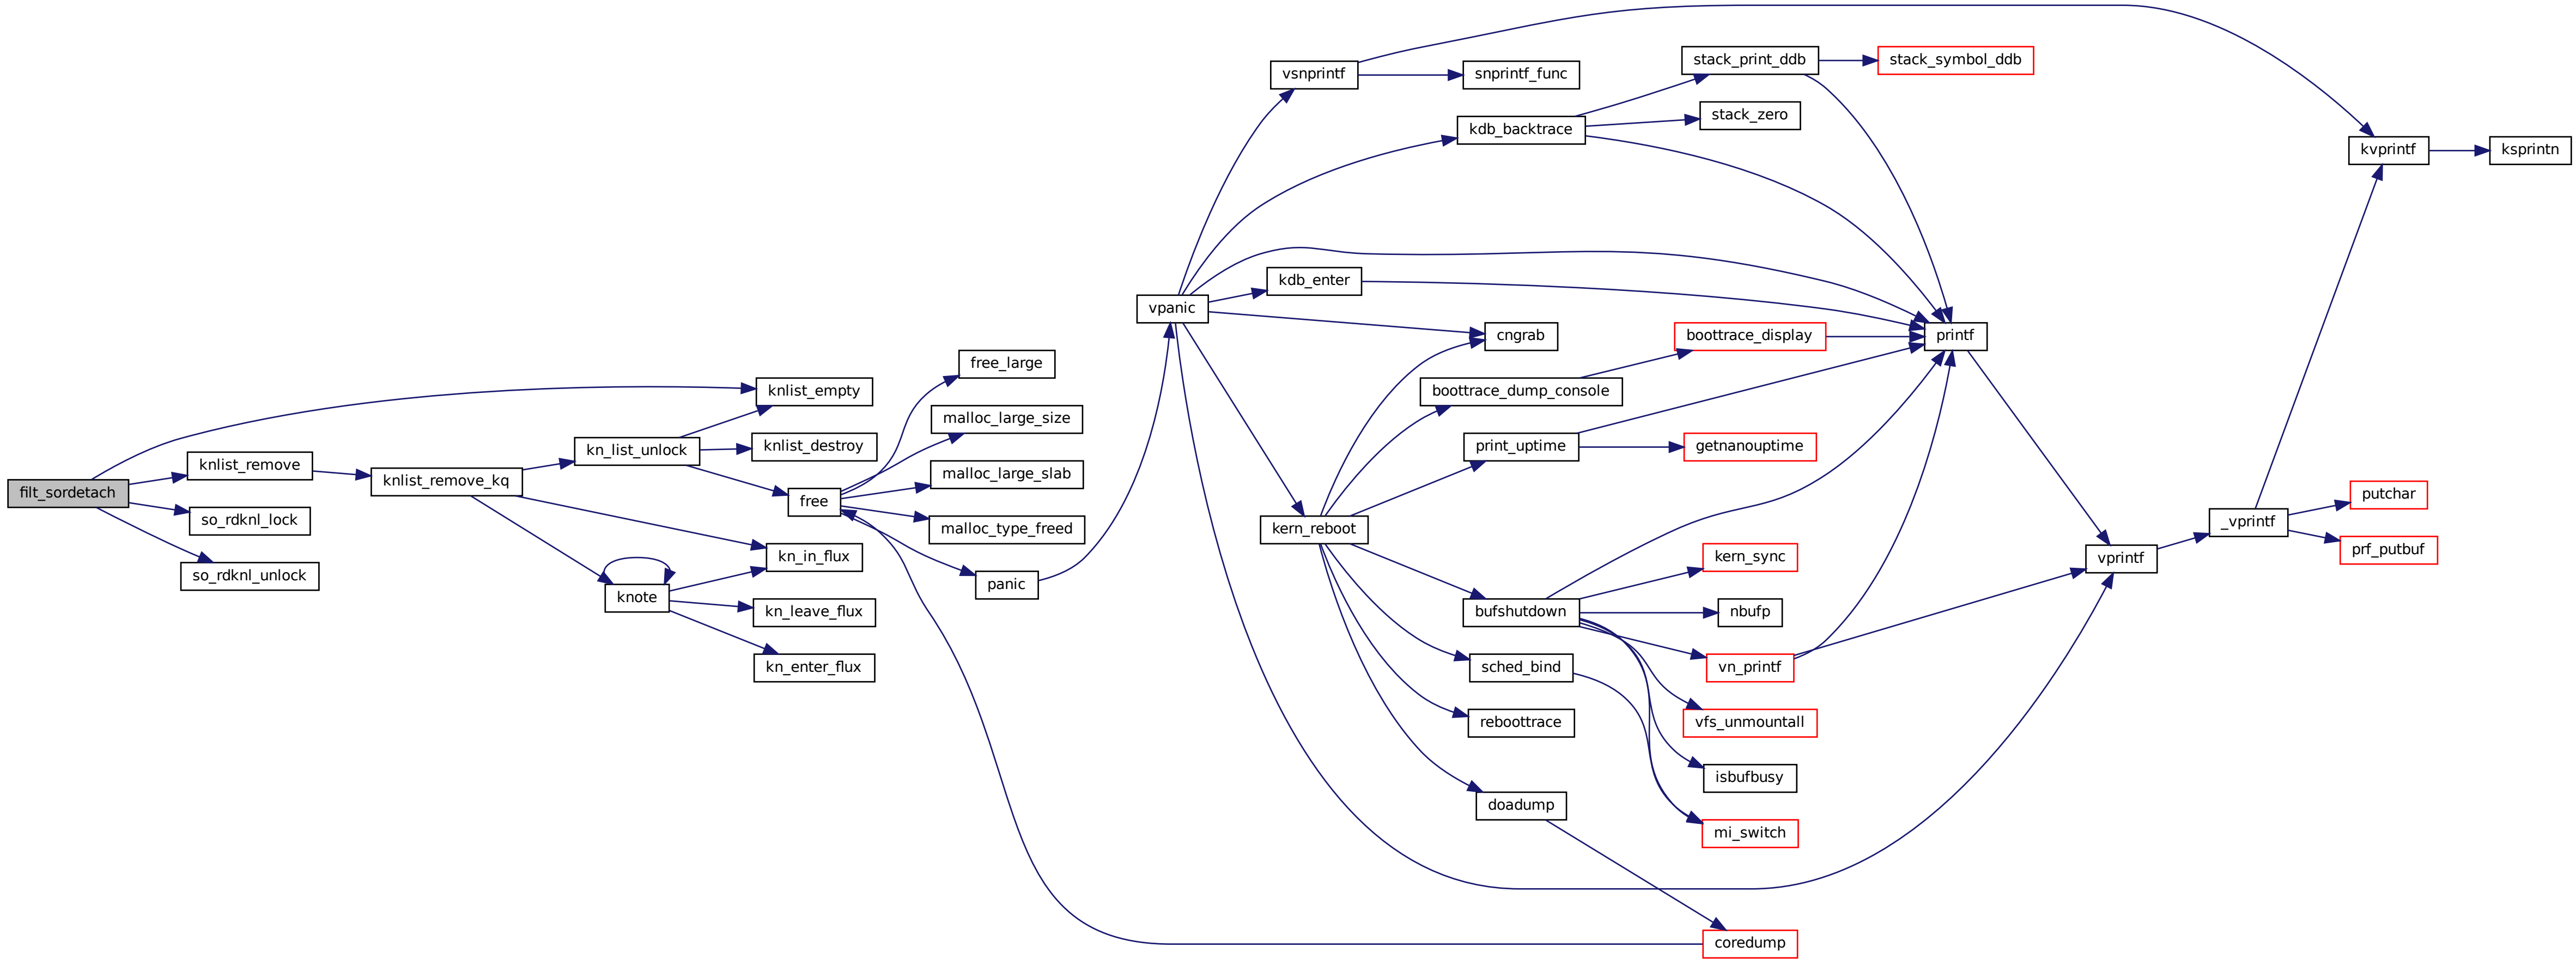 filt_sordetach
knlist_empty
knlist_remove
so_rdknl_lock
so_rdknl_unlock
knlist_remove_kq
kn_list_unlock
knlist_destroy
free
kn_in_flux
knote
kn_leave_flux
kn_enter_flux
free_large
malloc_large_size
malloc_large_slab
malloc_type_freed
panic
vpanic
vsnprintf
snprintf_func
kdb_backtrace
stack_print_ddb
stack_symbol_ddb
stack_zero
kdb_enter
cngrab
kern_reboot
boottrace_dump_console
boottrace_display
print_uptime
getnanouptime
bufshutdown
kern_sync
nbufp
vn_printf
vfs_unmountall
isbufbusy
mi_switch
sched_bind
reboottrace
doadump
coredump
printf
vprintf
_vprintf
kvprintf
ksprintn
putchar
prf_putbuf